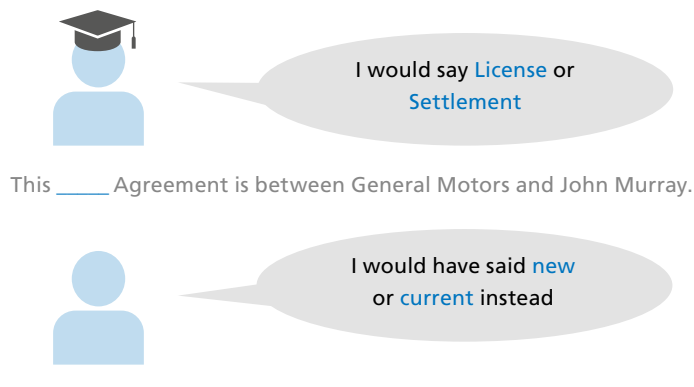 I would say License or
Settlement
This _____ Agreement is between General Motors and John Murray.
I would have said new
or current instead